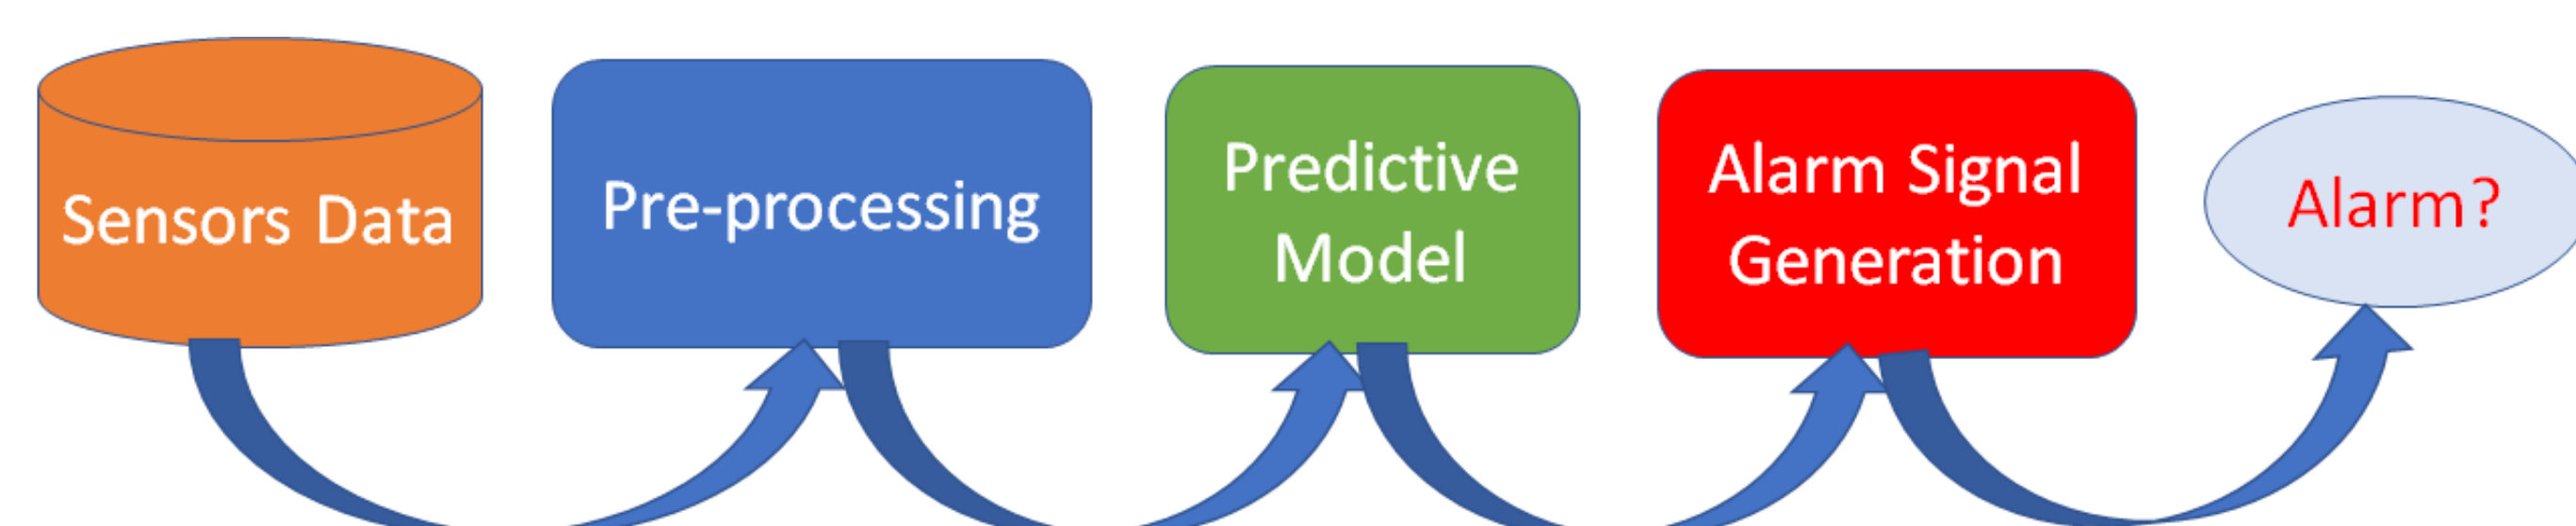 Sensors Data
Pre-processing
Predictive
Model
Alarm Signal
Generation
Alarm?